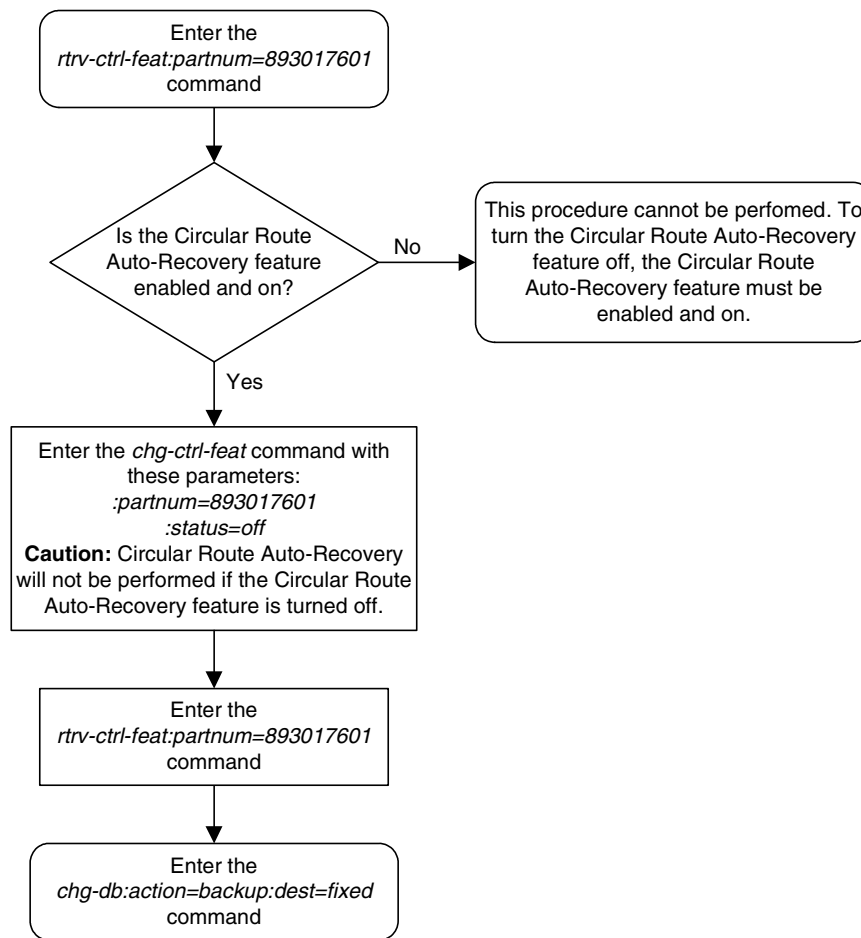 Enter the
rtrv-ctrl-feat:partnum=893017601
command
Is the Circular Route
Auto-Recovery feature
enabled and on?
No
This procedure cannot be perfomed. To
turn the Circular Route Auto-Recovery
feature off, the Circular Route
Auto-Recovery feature must be
enabled and on.
Yes
Enter the chg-ctrl-feat command with
these parameters:
:partnum=893017601
:status=off
Caution: Circular Route Auto-Recovery
will not be performed if the Circular Route
Auto-Recovery feature is turned off.
Enter the
rtrv-ctrl-feat:partnum=893017601
command
Enter the
chg-db:action=backup:dest=fixed
command